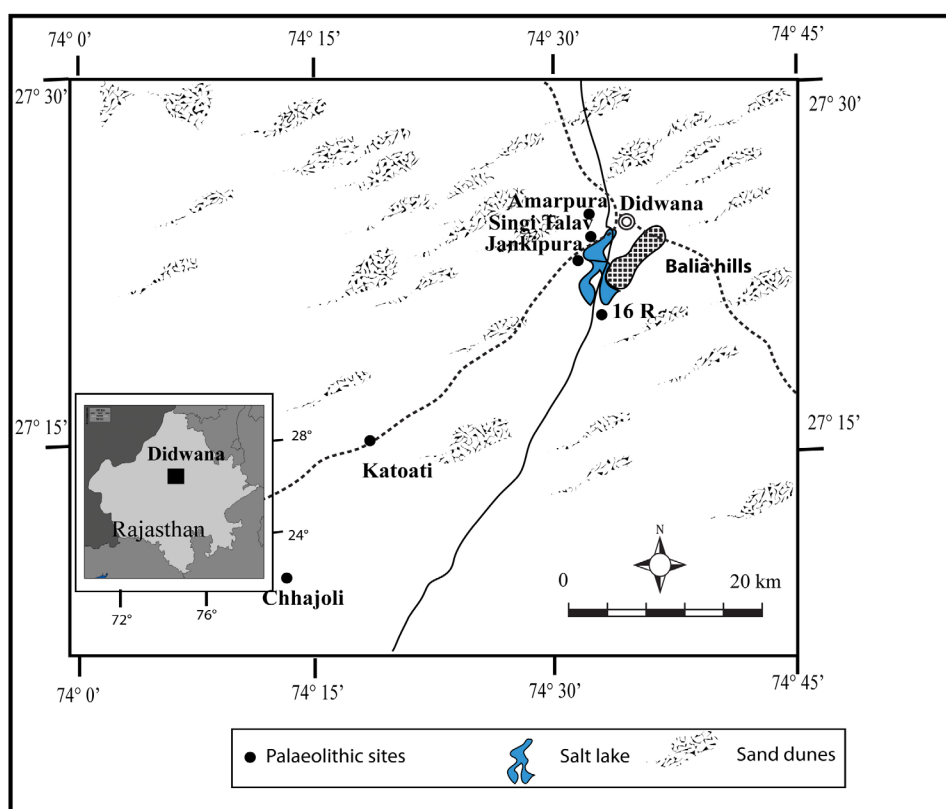 74° 0’ 74° 15’ 74° 30’ 74° 45’
27° 30’ 27° 30’
Amarpura Didwana
Singi Talav
Jankipura
Balia hills
16 R
27° 15’ 27° 15’
Katoati
28°
Didwana
Rajasthan
24°
72° 76°
Chhajoli
N
0 20 km
74° 0’ 74° 15’ 74° 30’ 74° 45’
Palaeolithic sites Salt lake Sand dunes